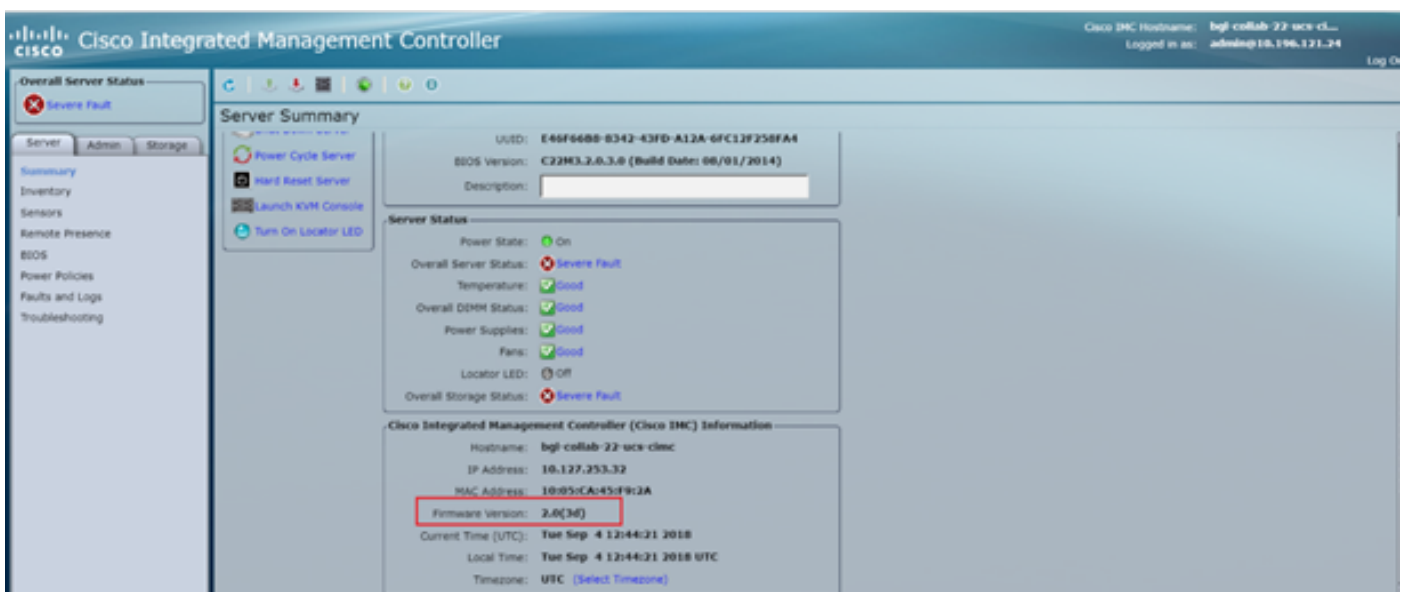 cisco Cisco Integrated Management Controller
Cisco IMC Hostname: bgl-collab-22-ucs-ci...
Logged in as: admin@10.196.121.24
Log O
Overall Server Status
Severe Fault
Server Admin Storage
Summary
Inventory
Sensors
Remote Presence
BIOS
Power Policies
Faults and Logs
Troubleshooting
Server Summary
Power Cycle Server
Hard Reset Server
Launch KVM Console
Turn On Locator LED
UUID: E46F66B8-8342-43FD-A12A-6FC12F258FA4
BIOS Version: C22M3.2.0.3.0 (Build Date: 08/01/2014)
Description:
Server Status
Power State: On
Overall Server Status: Severe Fault
Temperature: Good
Overall DIMM Status: Good
Power Supplies: Good
Fans: Good
Locator LED: Off
Overall Storage Status: Severe Fault
Cisco Integrated Management Controller (Cisco IMC) Information
Hostname: bgl-collab-22-ucs-cimc
IP Address: 10.127.253.32
MAC Address: 10:05:CA:45:F9:2A
Firmware Version: 2.0(3d)
Current Time (UTC): Tue Sep 4 12:44:21 2018
Local Time: Tue Sep 4 12:44:21 2018 UTC
Timezone: UTC (Select Timezone)